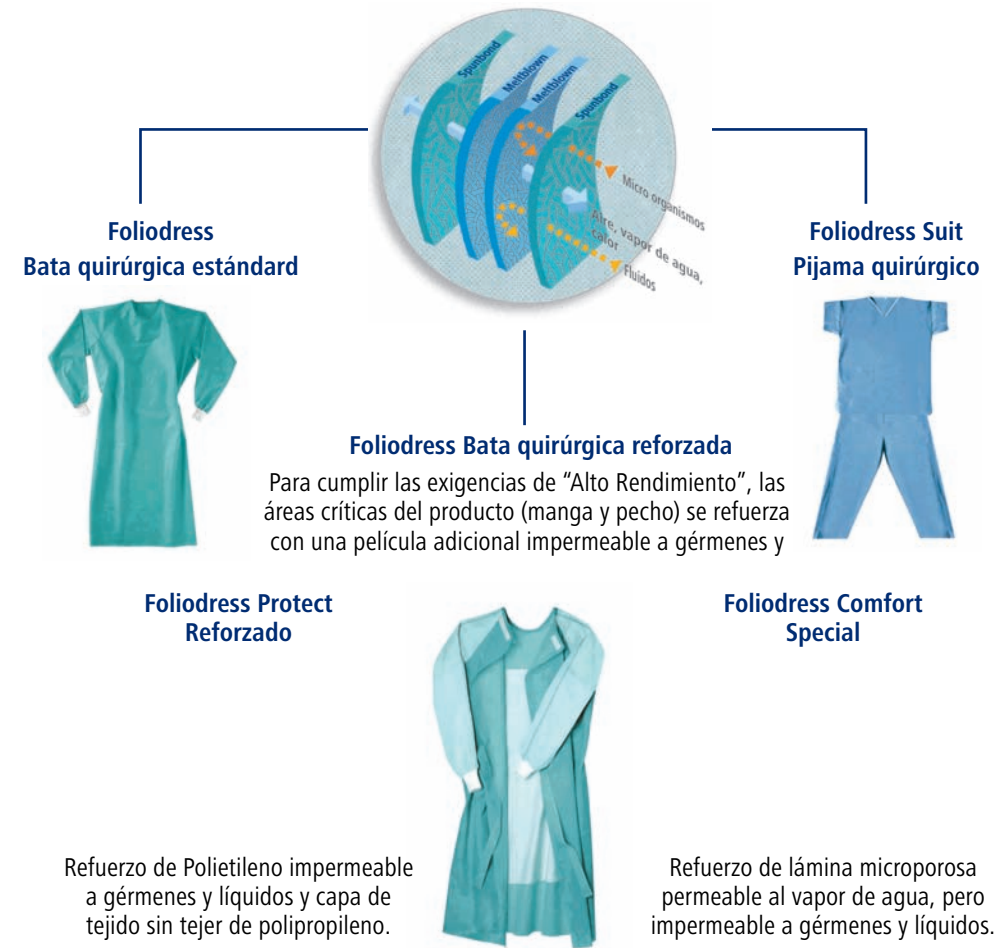 Spunbond
Meltblown
Meltblown
Spunbond
Micro organismos
Aire, vapor de agua,
calor
Fluidos
Foliodress
Bata quirúrgica estándard
Foliodress Suit
Pijama quirúrgico
Foliodress Bata quirúrgica reforzada
Para cumplir las exigencias de “Alto Rendimiento”, las
áreas críticas del producto (manga y pecho) se refuerza
con una película adicional impermeable a gérmenes y
Foliodress Protect
Reforzado
Foliodress Comfort
Special
Refuerzo de Polietileno impermeable
a gérmenes y líquidos y capa de
tejido sin tejer de polipropileno.
Refuerzo de lámina microporosa
permeable al vapor de agua, pero
impermeable a gérmenes y líquidos.